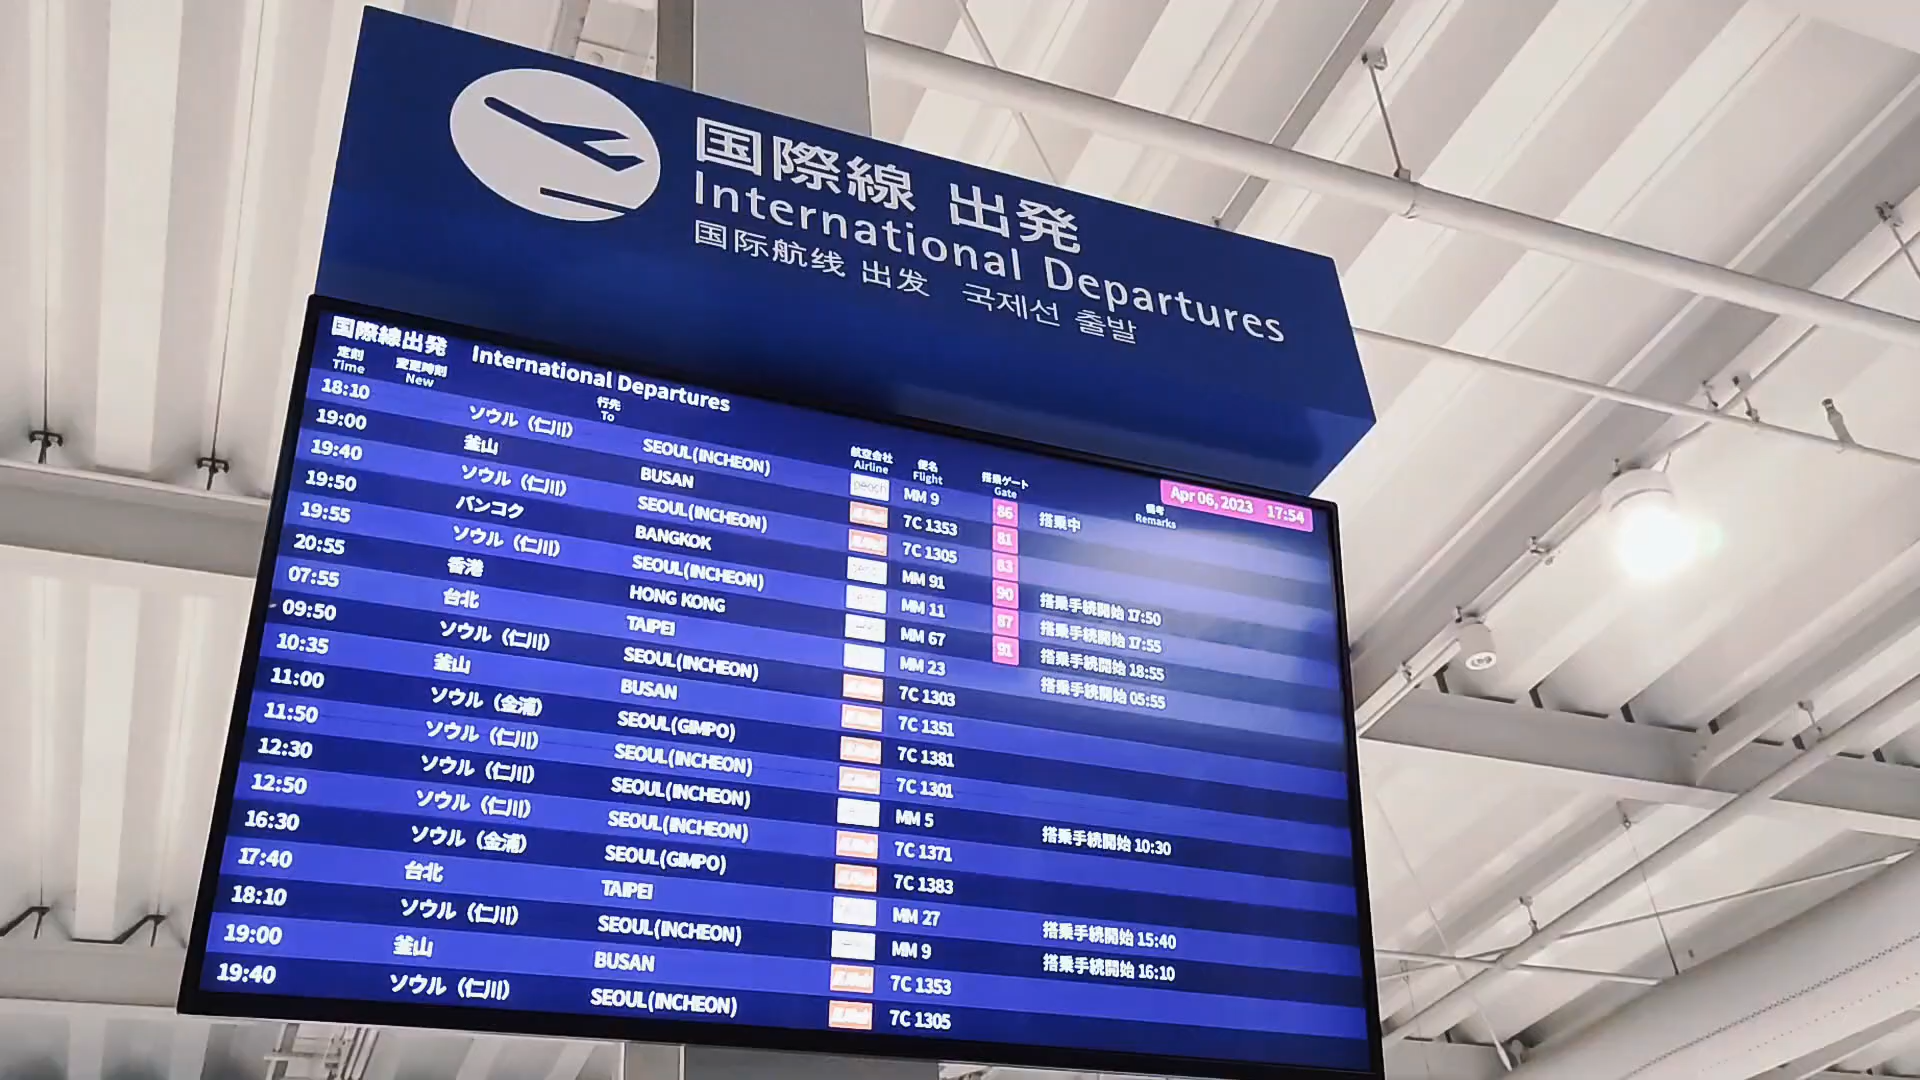 国際線 出発
International Departures
国际航线 出发 국제선 출발
国際線出発 International Departures
Apr 06, 2023 17:54
定刻 変更時刻 行先 航空会社 便名 搭乗ゲート 備考
Time New To Airline Flight Gate Remarks
18:10 ソウル（仁川） SEOUL(INCHEON) peach MM 9 86 搭乗中
19:00 釜山 BUSAN 7C 1353 81
19:40 ソウル（仁川） SEOUL(INCHEON) 7C 1305 83
19:50 バンコク BANGKOK MM 91 90 搭乗手続開始 17:50
19:55 ソウル（仁川） SEOUL(INCHEON) MM 11 87 搭乗手続開始 17:55
20:55 香港 HONG KONG MM 67 91 搭乗手続開始 18:55
07:55 台北 TAIPEI MM 23 搭乗手続開始 05:55
09:50 ソウル（仁川） SEOUL(INCHEON) 7C 1303
10:35 釜山 BUSAN 7C 1351
11:00 ソウル（金浦） SEOUL(GIMPO) 7C 1381
11:50 ソウル（仁川） SEOUL(INCHEON) 7C 1301
12:30 ソウル（仁川） SEOUL(INCHEON) MM 5 搭乗手続開始 10:30
12:50 ソウル（仁川） SEOUL(INCHEON) 7C 1371
16:30 ソウル（金浦） SEOUL(GIMPO) 7C 1383
17:40 台北 TAIPEI MM 27 搭乗手続開始 15:40
18:10 ソウル（仁川） SEOUL(INCHEON) MM 9 搭乗手続開始 16:10
19:00 釜山 BUSAN 7C 1353
19:40 ソウル（仁川） SEOUL(INCHEON) 7C 1305